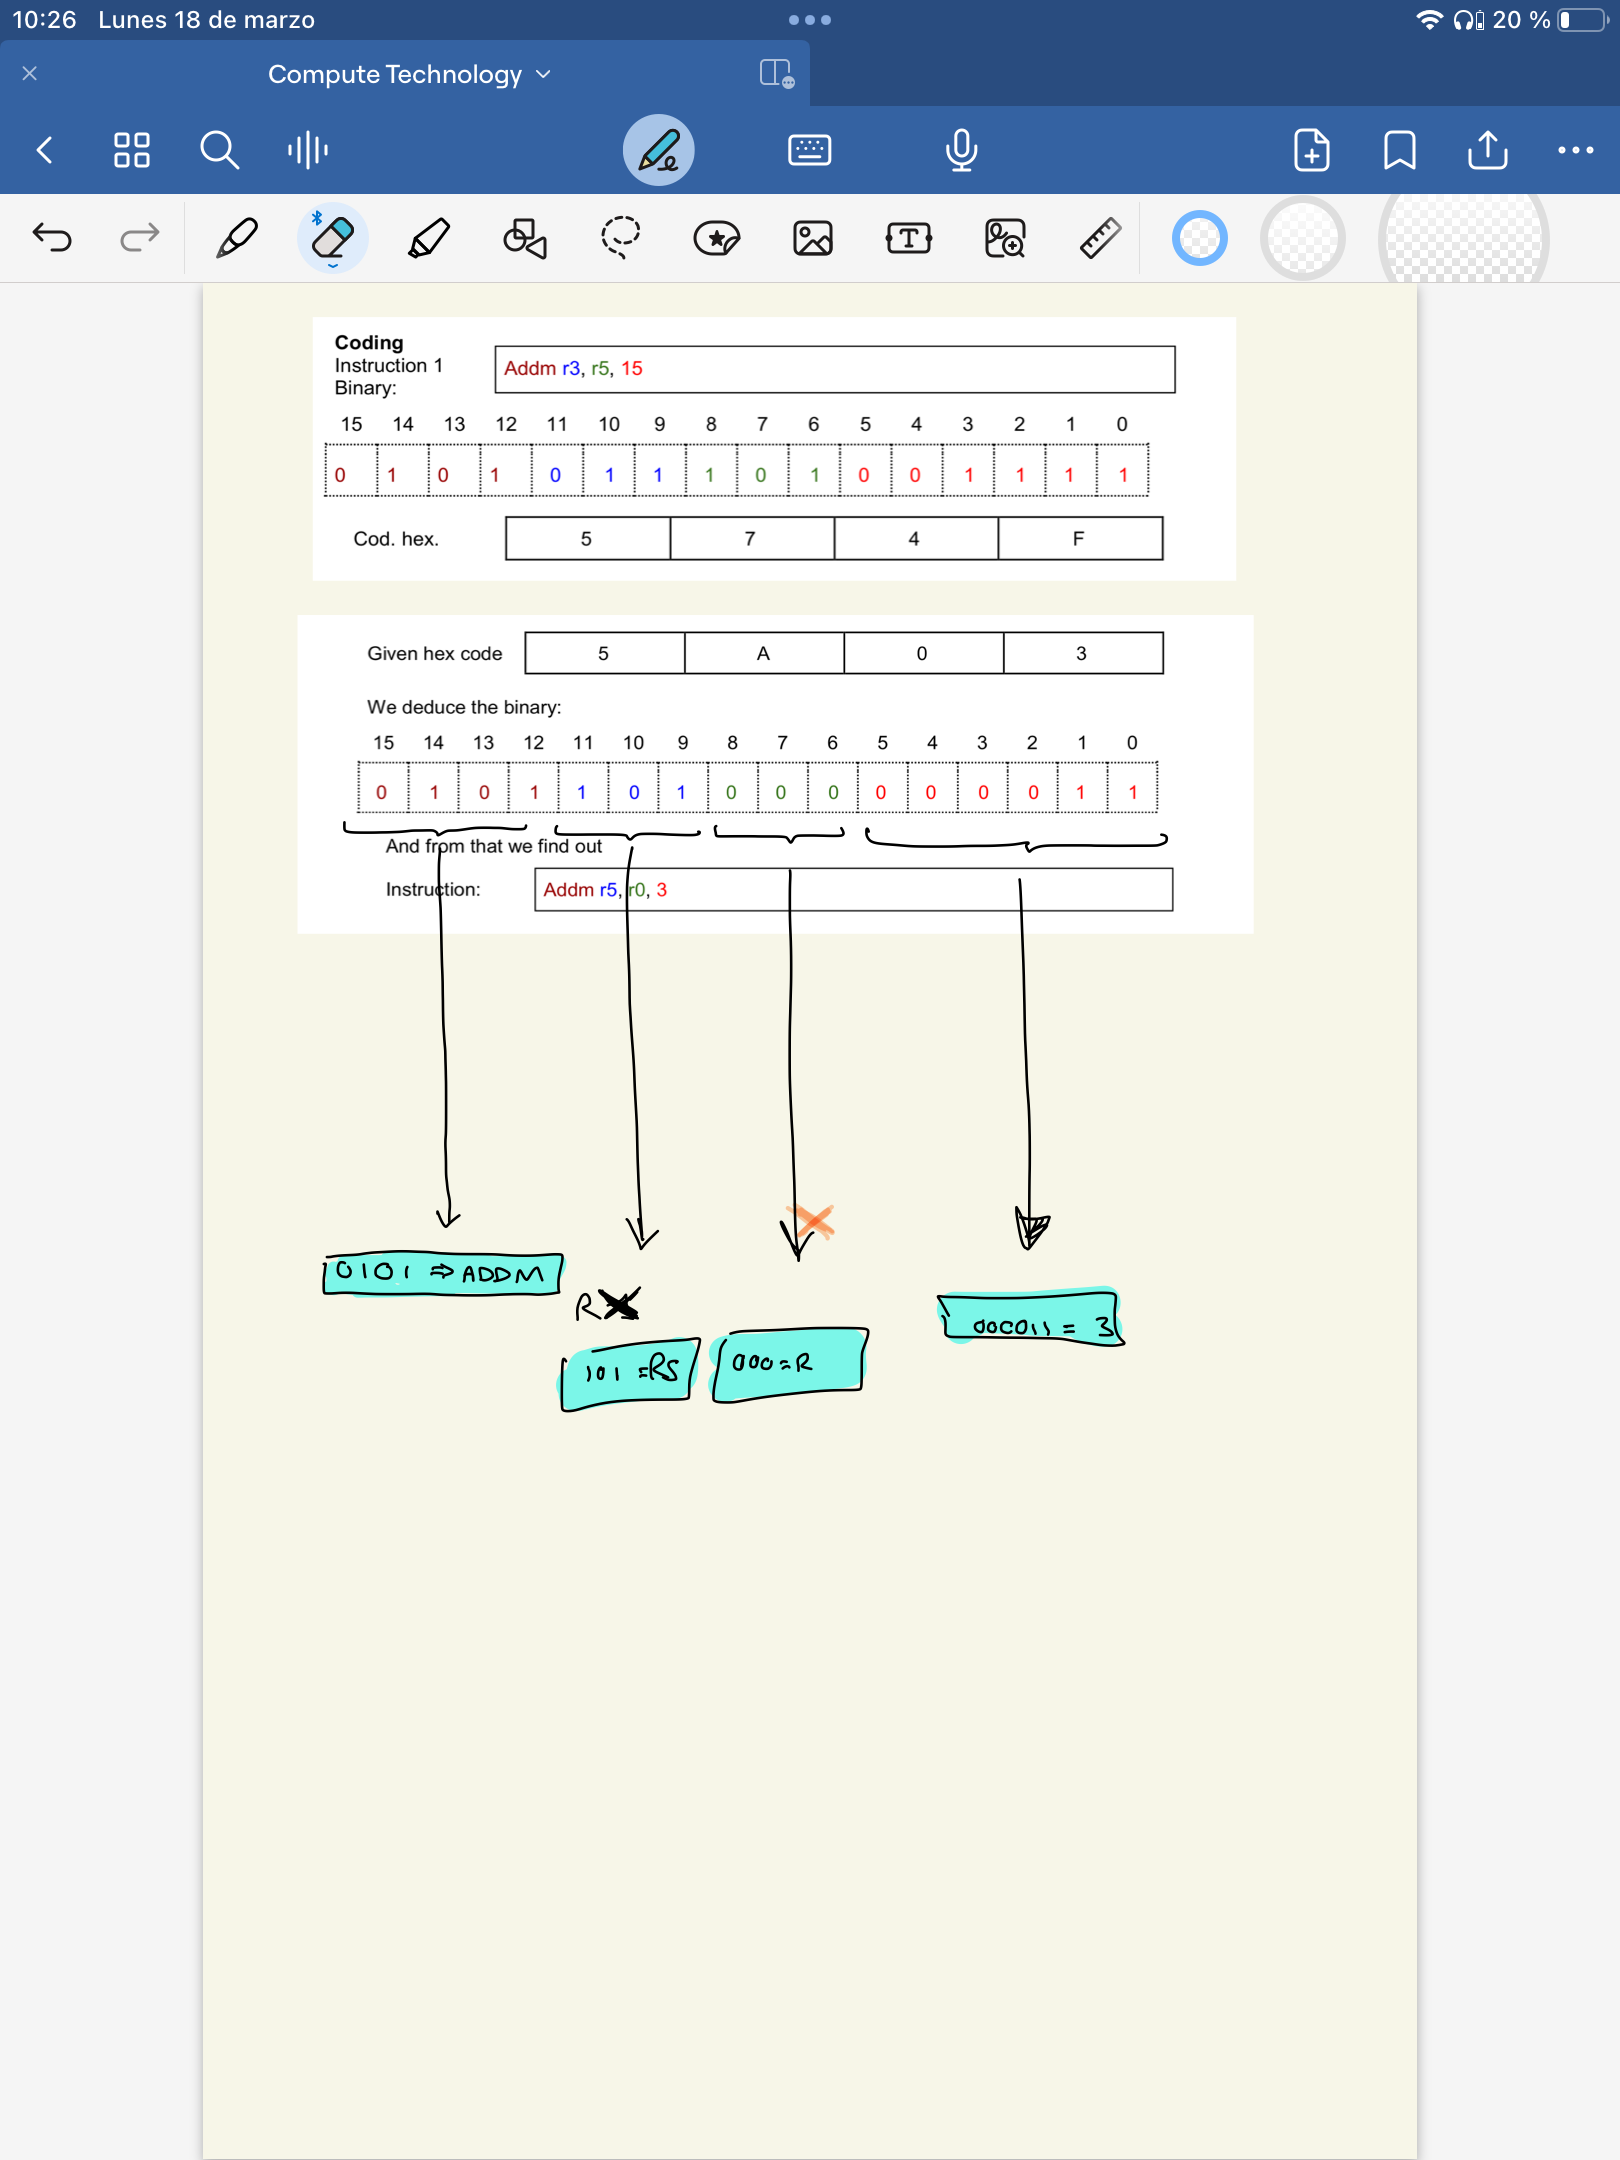 10:26 Lunes 18 de marzo 20 %
Compute Technology
Coding
Instruction 1
Binary:
Addm r3, r5, 15
15 14 13 12 11 10 9 8 7 6 5 4 3 2 1 0
0 1 0 1 0 1 1 1 0 1 0 0 1 1 1 1
Cod. hex. 5 7 4 F
Given hex code 5 A 0 3
We deduce the binary:
15 14 13 12 11 10 9 8 7 6 5 4 3 2 1 0
0 1 0 1 1 0 1 0 0 0 0 0 0 0 1 1
And from that we find out
Instruction: Addm r5, r0, 3
0101 ⇒ ADDM
R
000011 = 3
101 = R5
000 = R